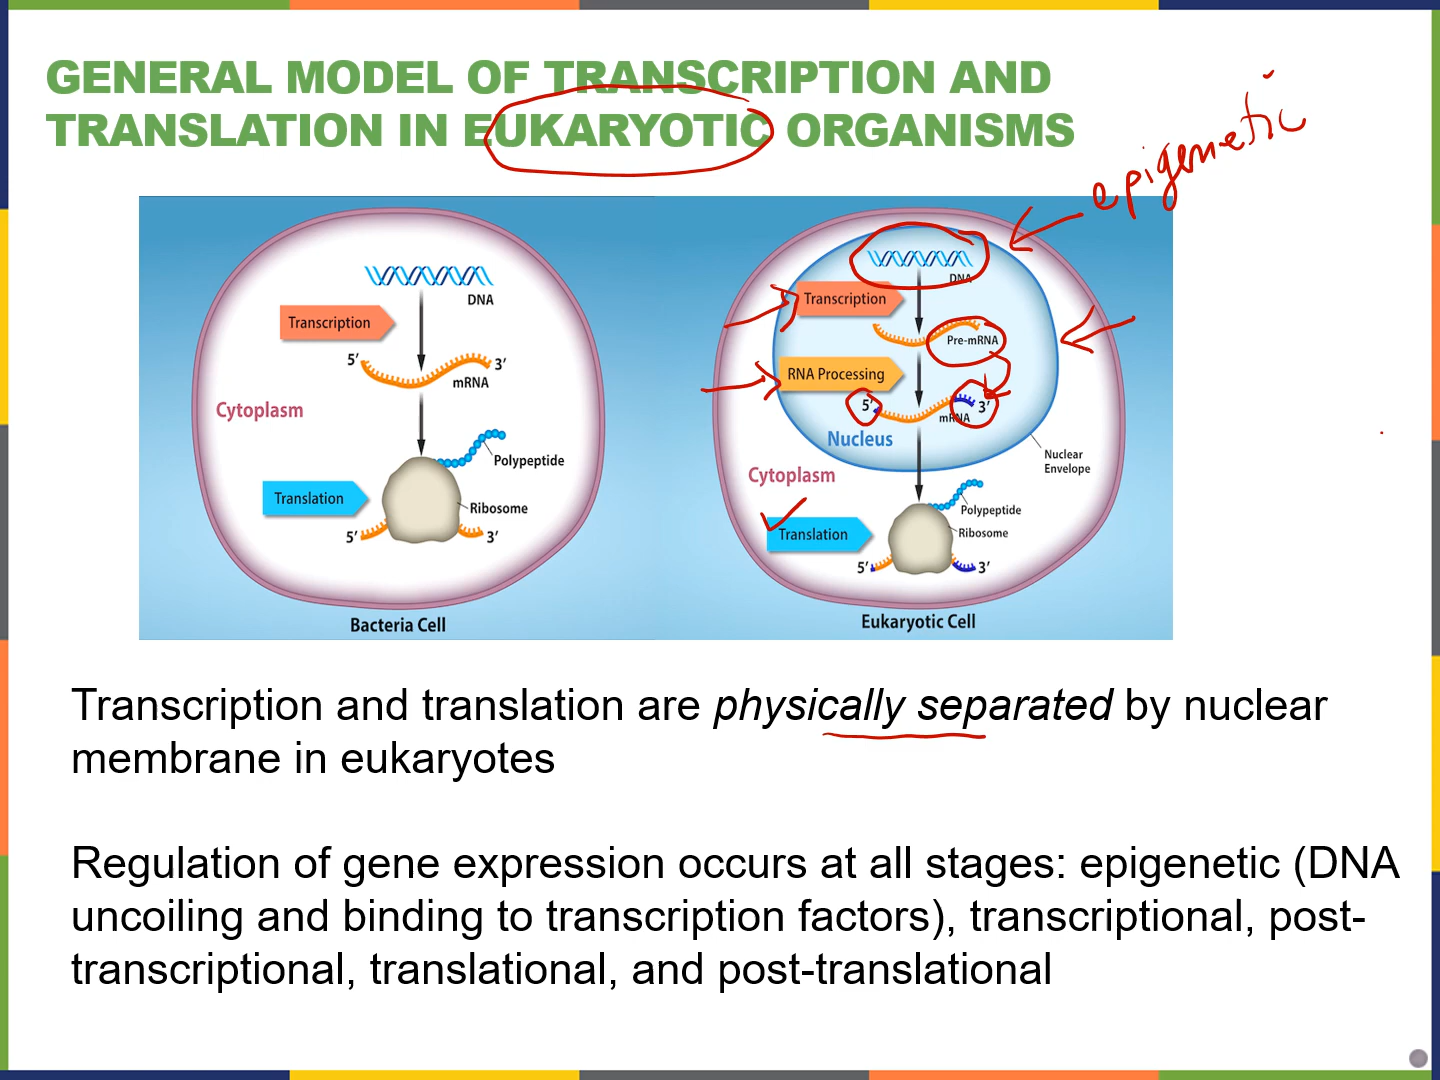 GENERAL MODEL OF TRANSCRIPTION AND
TRANSLATION IN EUKARYOTIC ORGANISMS
epigenetic
DNA
Transcription
5'
3'
mRNA
Cytoplasm
Polypeptide
Translation
Ribosome
5'
3'
Bacteria Cell
DNA
Transcription
Pre-mRNA
RNA Processing
5'
3'
mRNA
Nucleus
Nuclear
Envelope
Cytoplasm
Polypeptide
Translation
Ribosome
5'
3'
Eukaryotic Cell
Transcription and translation are physically separated by nuclear
membrane in eukaryotes
Regulation of gene expression occurs at all stages: epigenetic (DNA
uncoiling and binding to transcription factors), transcriptional, post-
transcriptional, translational, and post-translational